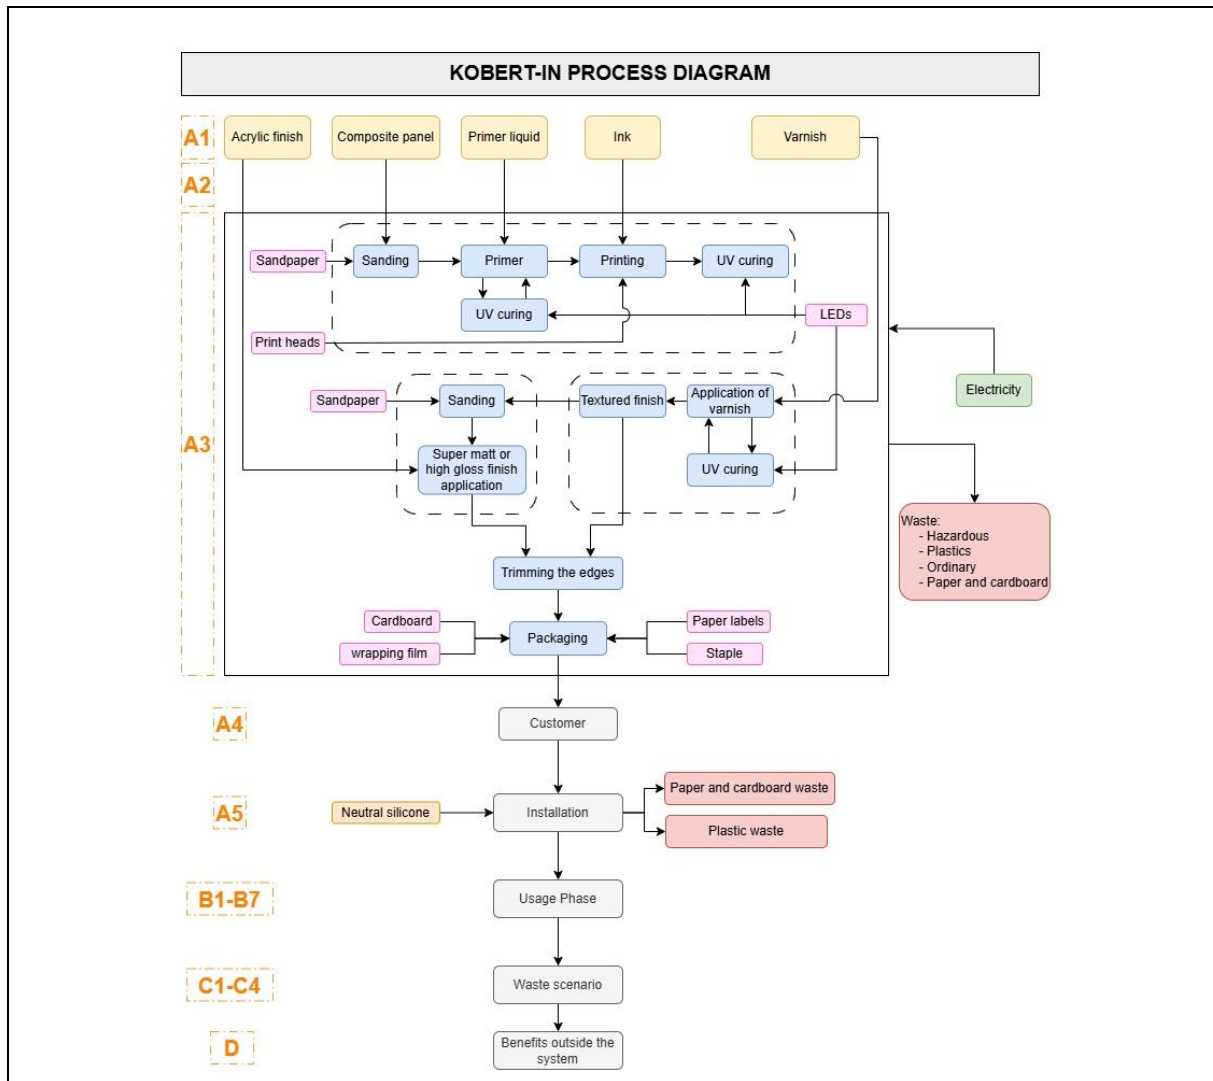 KOBERT-IN PROCESS DIAGRAM
A1
Acrylic finish
Composite panel
Primer liquid
Ink
Varnish
A2
A3
Sandpaper
Sanding
Primer
Printing
UV curing
UV curing
LEDs
Print heads
Electricity
Sandpaper
Sanding
Textured finish
Application of
varnish
Super matt or
high gloss finish
application
UV curing
Waste:
- Hazardous
- Plastics
- Ordinary
- Paper and cardboard
Trimming the edges
Cardboard
wrapping film
Packaging
Paper labels
Staple
A4
Customer
A5
Neutral silicone
Installation
Paper and cardboard waste
Plastic waste
B1-B7
Usage Phase
C1-C4
Waste scenario
D
Benefits outside the
system